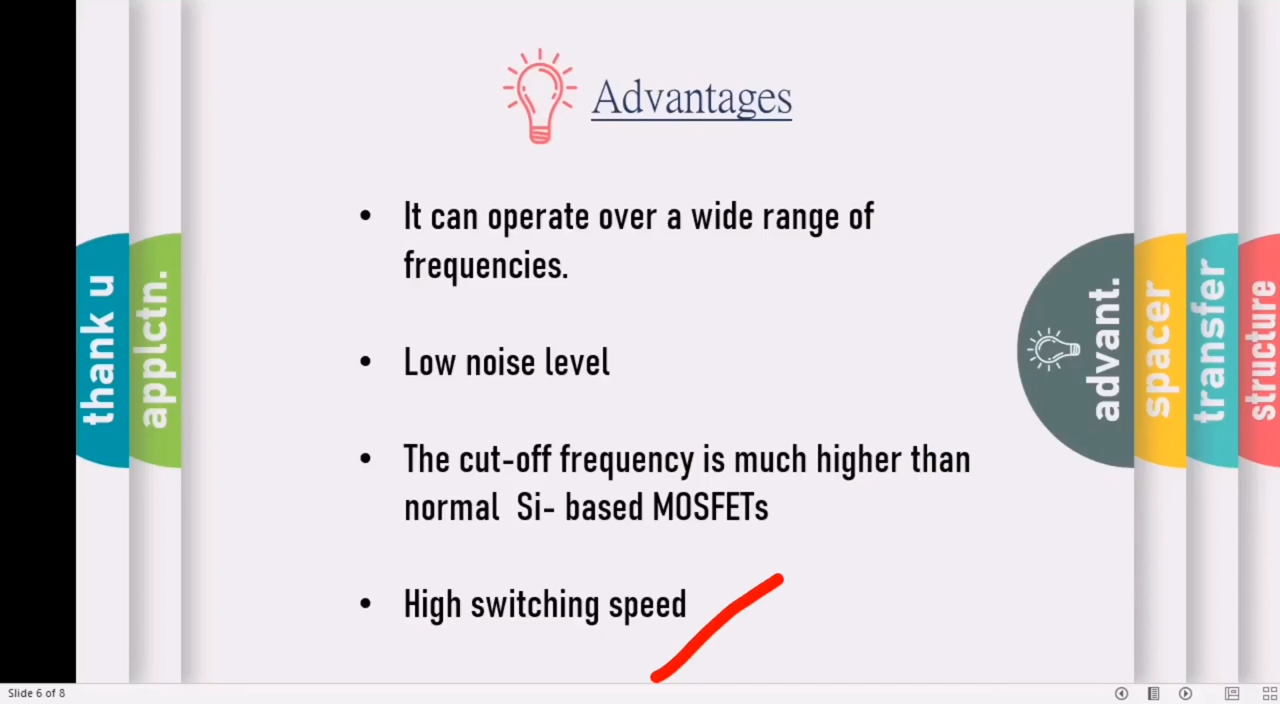 Advantages
• It can operate over a wide range of
frequencies.
• Low noise level
• The cut-off frequency is much higher than
normal Si- based MOSFETs
• High switching speed
thank u
applctn.
advant.
spacer
transfer
structure
Slide 6 of 8